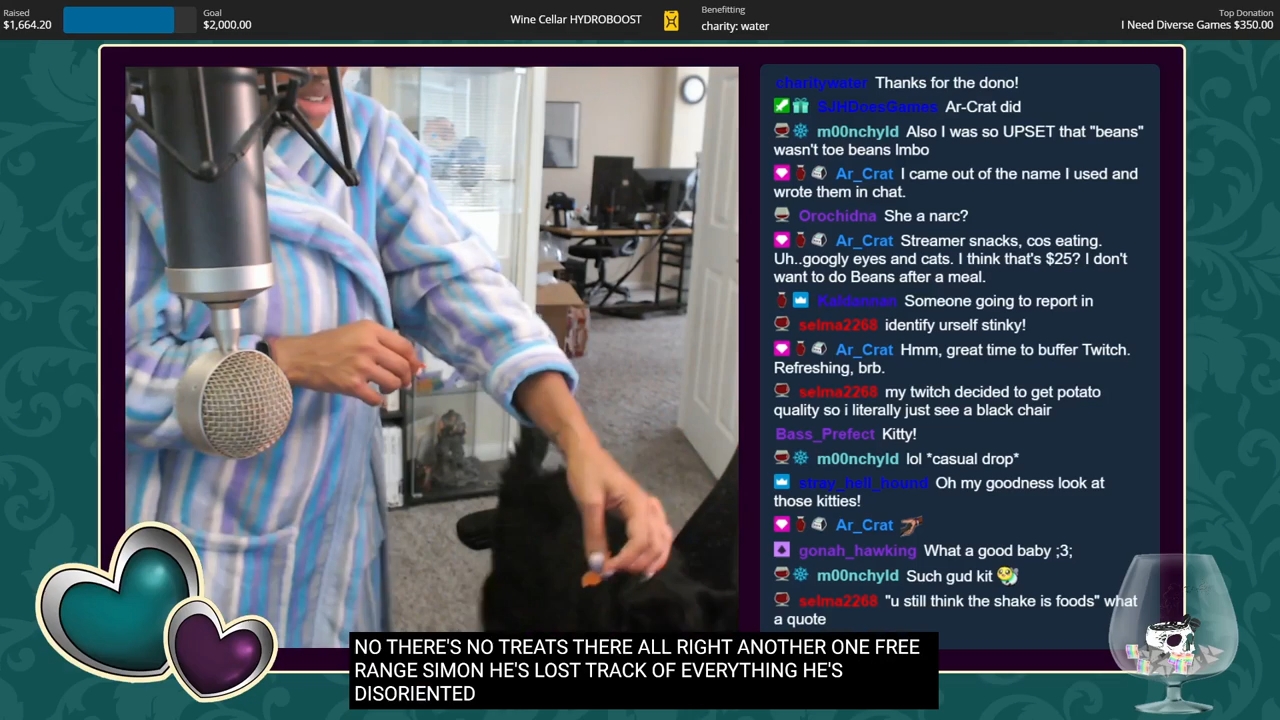 Raised
$1,664.20
Goal
$2,000.00
Wine Cellar HYDROBOOST
Benefitting
charity: water
Top Donation
I Need Diverse Games $350.00
charitywater Thanks for the dono!
SJHDoesGames Ar-Crat did
m00nchyld Also I was so UPSET that "beans"
wasn't toe beans lmbo
Ar_Crat I came out of the name I used and
wrote them in chat.
Orochidna She a narc?
Ar_Crat Streamer snacks, cos eating.
Uh..googly eyes and cats. I think that's $25? I don't
want to do Beans after a meal.
Kaldannan Someone going to report in
selma2268 identify urself stinky!
Ar_Crat Hmm, great time to buffer Twitch.
Refreshing, brb.
selma2268 my twitch decided to get potato
quality so i literally just see a black chair
Bass_Prefect Kitty!
m00nchyld lol *casual drop*
stray_hell_hound Oh my goodness look at
those kitties!
Ar_Crat
gonah_hawking What a good baby ;3;
m00nchyld Such gud kit
selma2268 "u still think the shake is foods" what
a quote
NO THERE'S NO TREATS THERE ALL RIGHT ANOTHER ONE FREE
RANGE SIMON HE'S LOST TRACK OF EVERYTHING HE'S
DISORIENTED